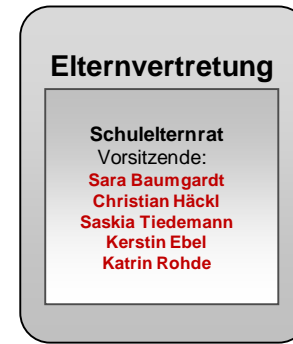 Elternvertretung
Schulelternrat
Vorsitzende:
Sara Baumgardt
Christian Häckl
Saskia Tiedemann
Kerstin Ebel
Katrin Rohde